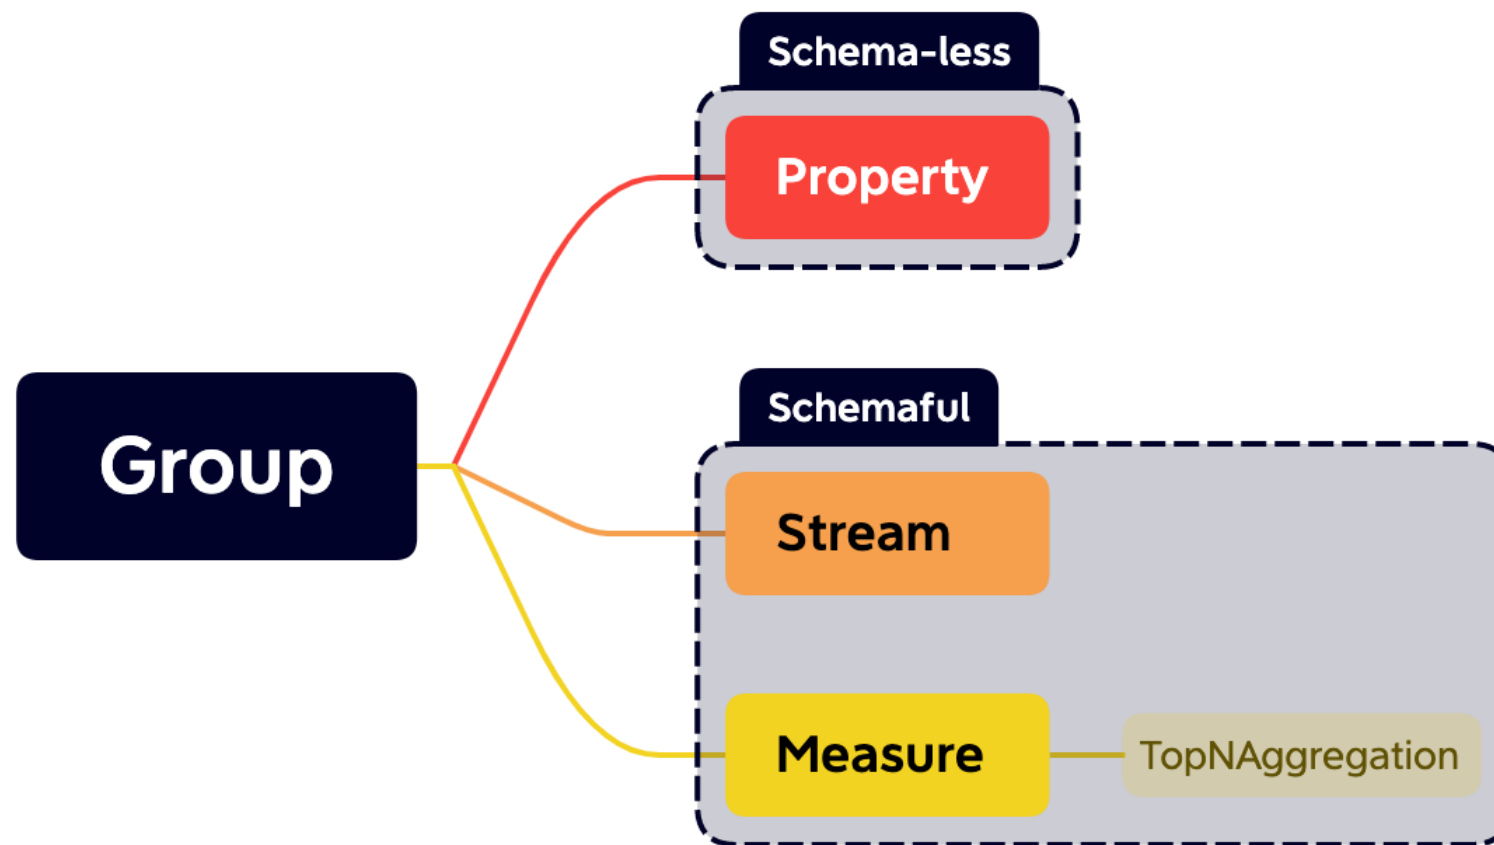 Schema-less
Property
Group
Schemaful
Stream
Measure
TopNAggregation